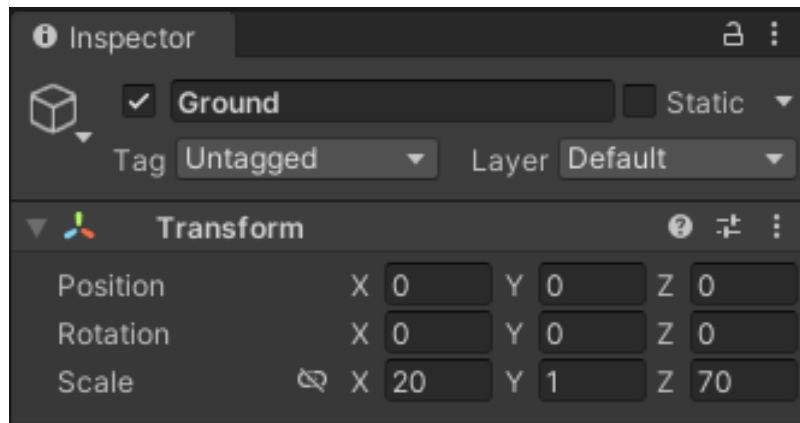 Inspector
Ground Static
Tag Untagged Layer Default
Transform
Position X 0 Y 0 Z 0
Rotation X 0 Y 0 Z 0
Scale X 20 Y 1 Z 70